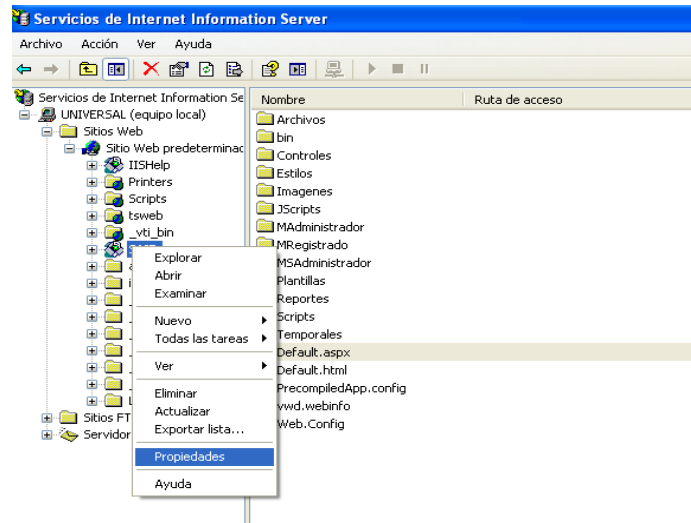 Servicios de Internet Information Server
Archivo Acción Ver Ayuda
Servicios de Internet Information Se
UNIVERSAL (equipo local)
Sitios Web
Sitio Web predeterminac
IISHelp
Printers
Scripts
tsweb
_vti_bin
Sitios FT
Servidor
Explorar
Abrir
Examinar
Nuevo
Todas las tareas
Ver
Eliminar
Actualizar
Exportar lista...
Propiedades
Ayuda
Nombre Ruta de acceso
Archivos
bin
Controles
Estilos
Imagenes
JScripts
MAdministrador
MRegistrado
MSAdministrador
Plantillas
Reportes
Scripts
Temporales
Default.aspx
Default.html
PrecompiledApp.config
vwd.webinfo
Web.Config